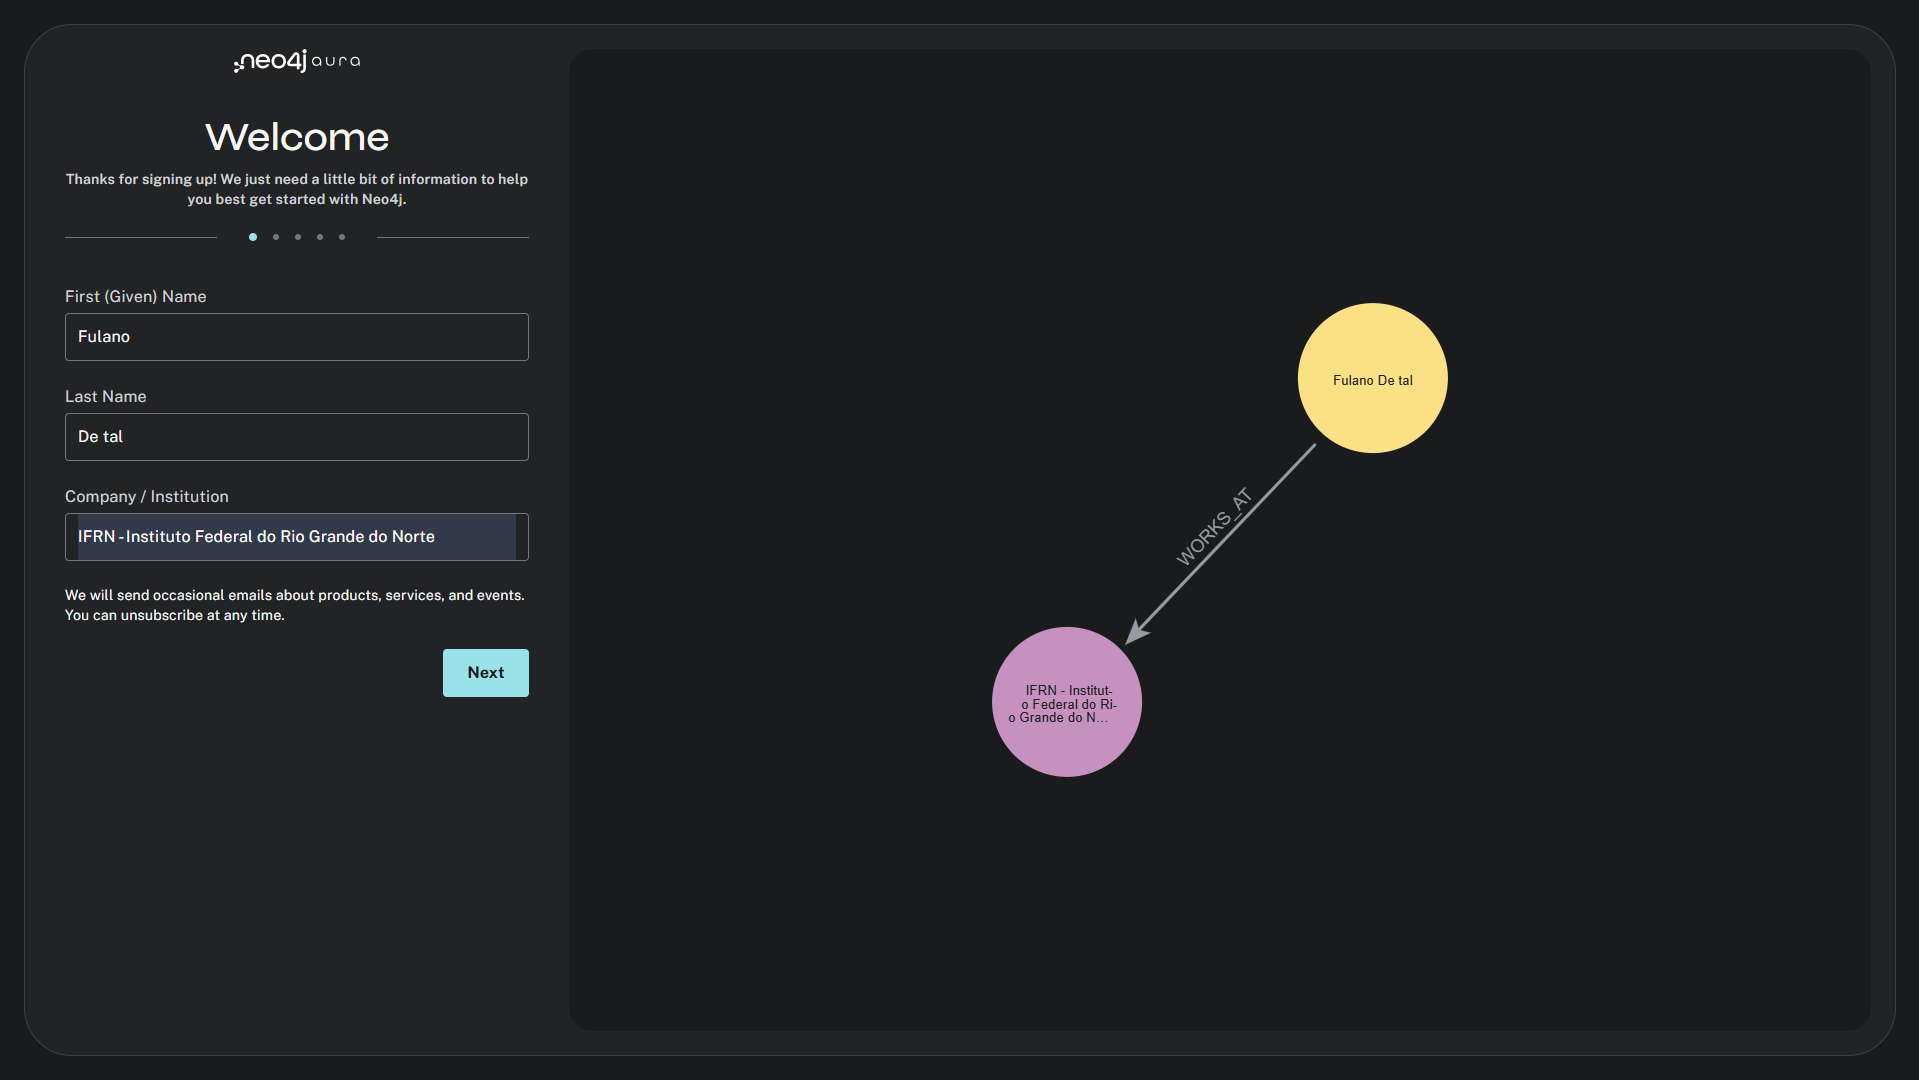 neo4j aura
Welcome
Thanks for signing up! We just need a little bit of information to help
you best get started with Neo4j.
First (Given) Name
Fulano
Last Name
De tal
Company / Institution
IFRN - Instituto Federal do Rio Grande do Norte
We will send occasional emails about products, services, and events.
You can unsubscribe at any time.
Next
Fulano De tal
WORKS_AT
IFRN - Institut-
o Federal do Ri-
o Grande do N...